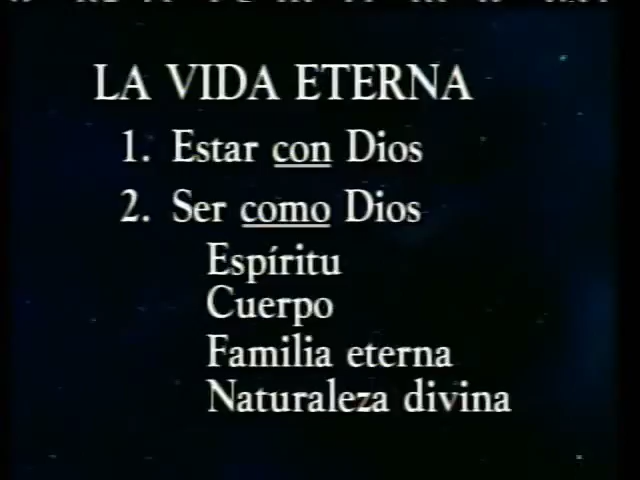 LA VIDA ETERNA
1. Estar con Dios
2. Ser como Dios
Espíritu
Cuerpo
Familia eterna
Naturaleza divina